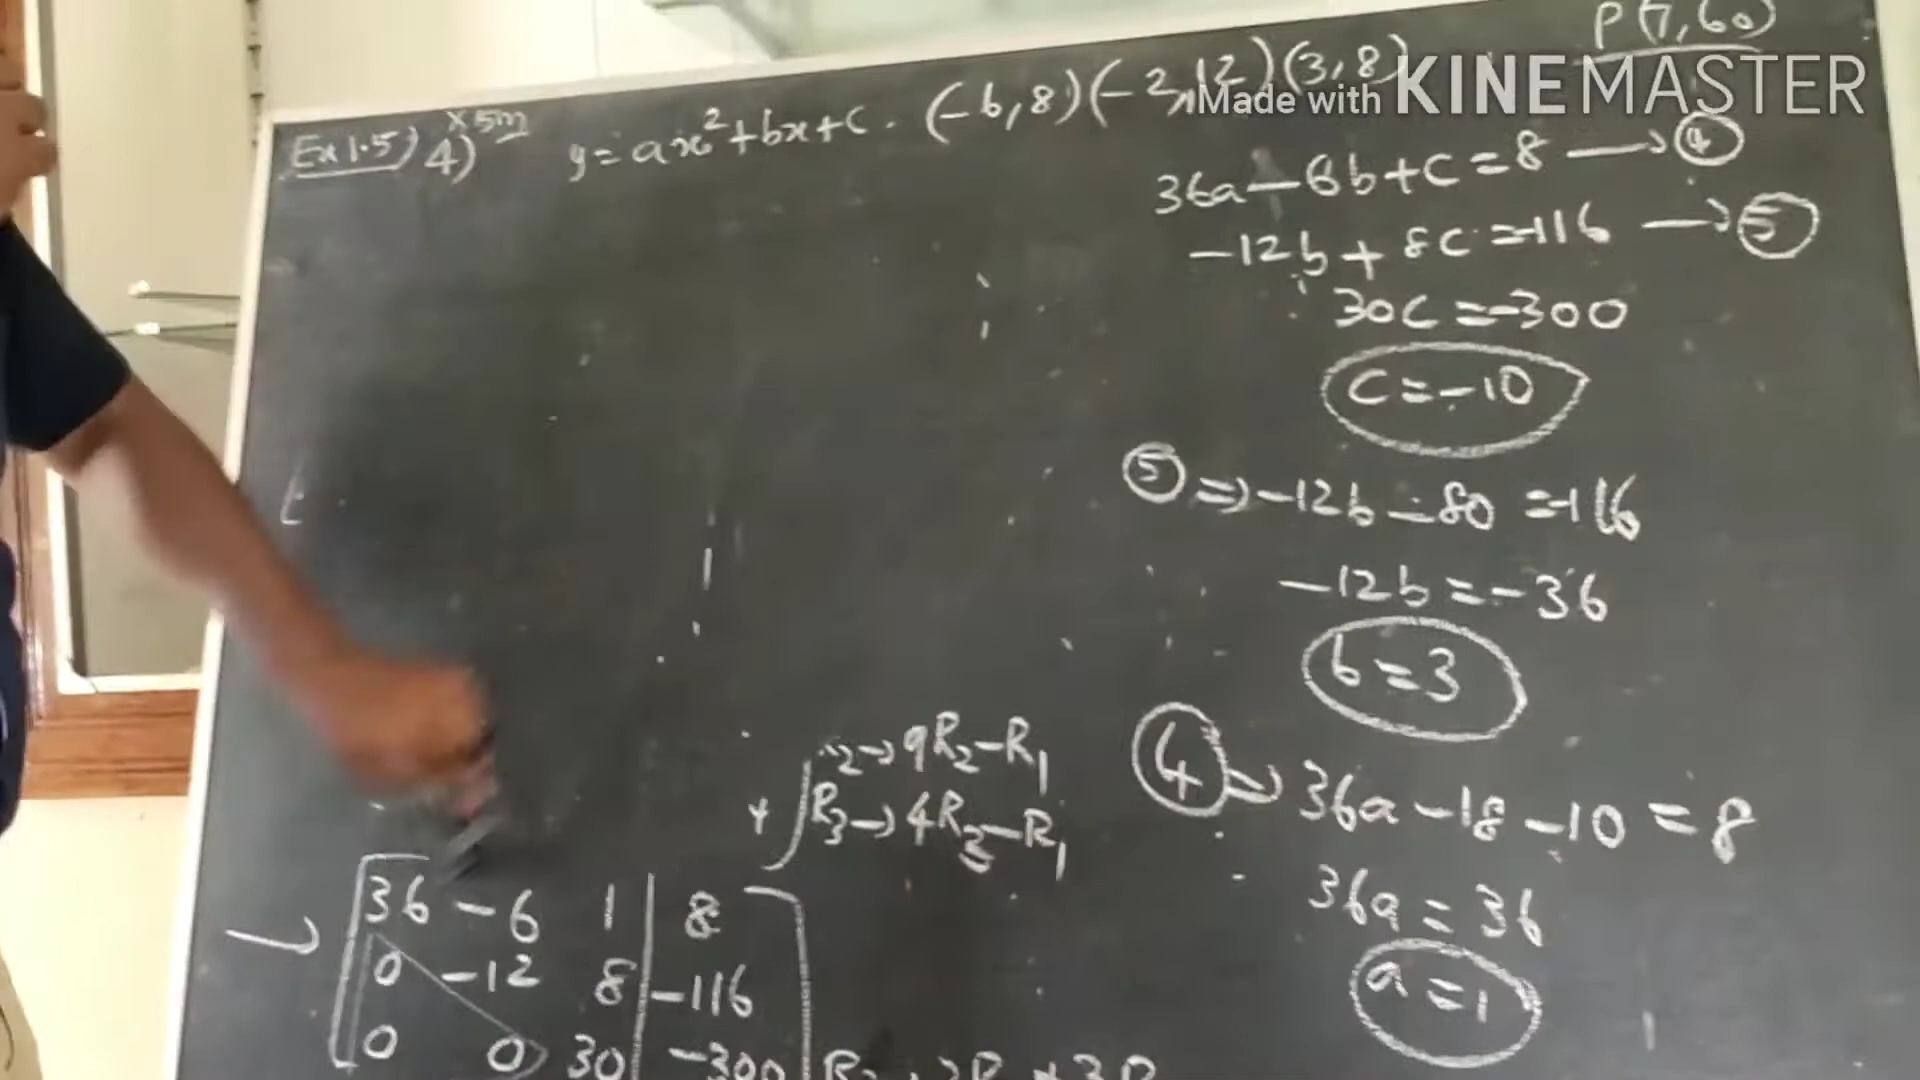 P(7,60)
Made with KINEMASTER
Ex 1.5) 4) × 5m y = ax²+bx+c. (-6,8)(-2,12)(3,8)
36a-6b+c=8 → 4
-12b+8c=-116 → 5
30c=-300
c=-10
5 ⇒ -12b-80=-116
-12b=-36
b=3
→9R₂-R₁
R₃→4R₃-R₁
4 ⇒ 36a-18-10=8
36a=36
a=1
→ 36 -6 1 | 8
0 -12 8 | -116
0 0 30 | -300